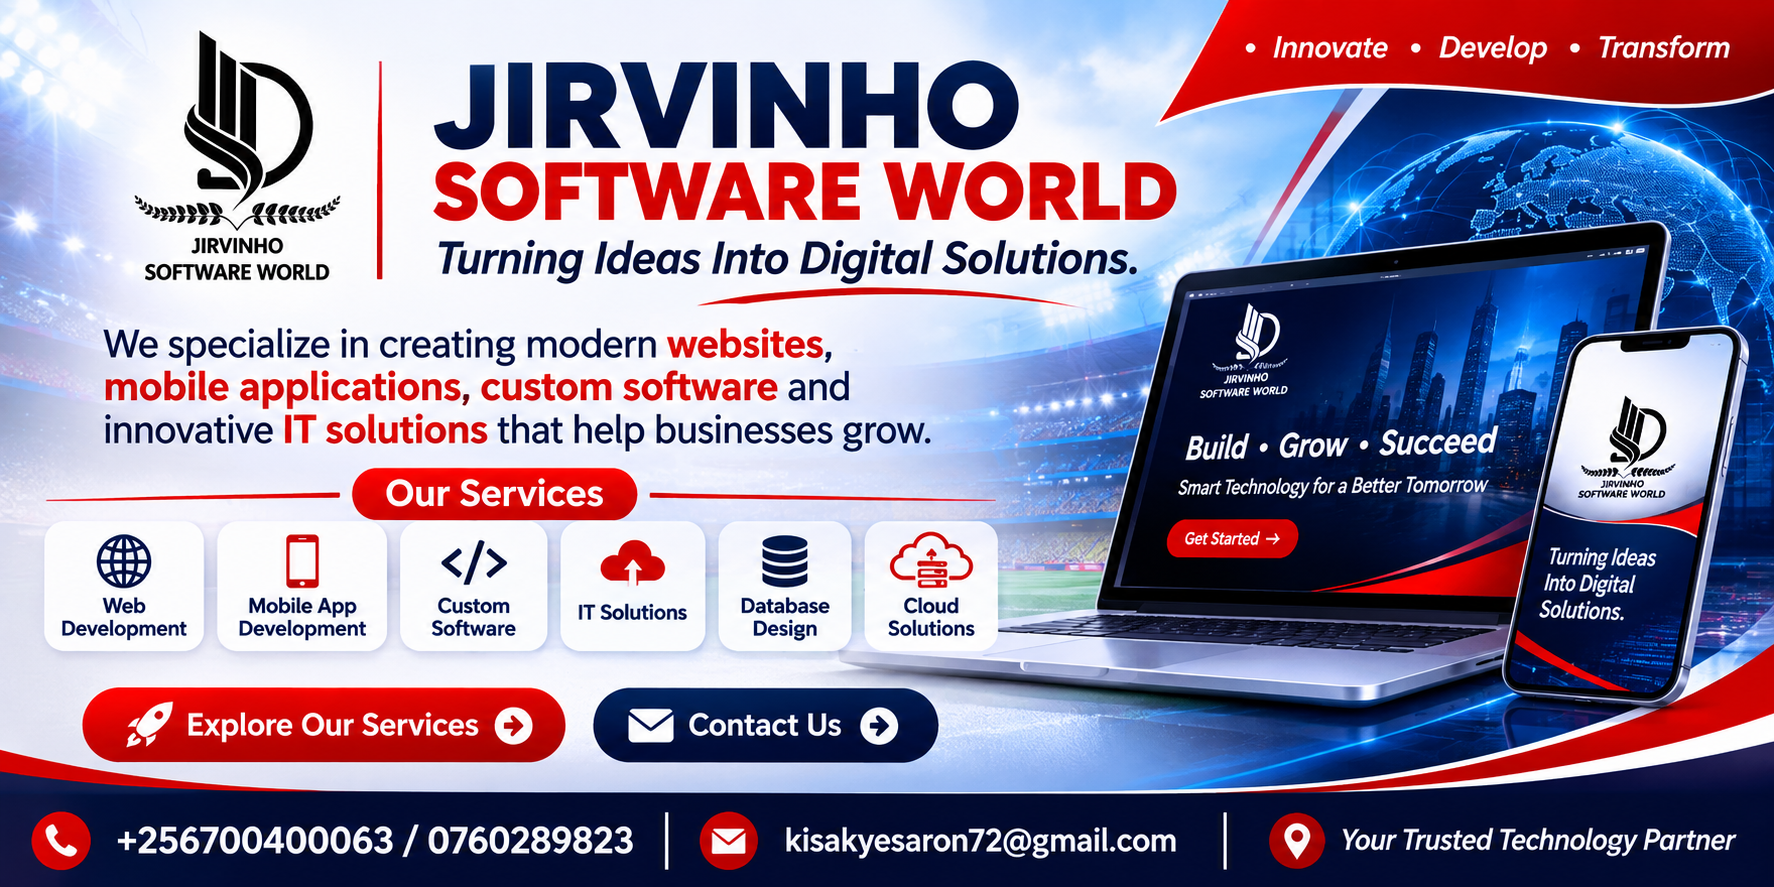 • Innovate • Develop • Transform
JIRVINHO
SOFTWARE WORLD
JIRVINHO
SOFTWARE WORLD
Turning Ideas Into Digital Solutions.
We specialize in creating modern websites,
mobile applications, custom software and
innovative IT solutions that help businesses grow.
Our Services
Web
Development
Mobile App
Development
Custom
Software
IT Solutions
Database
Design
Cloud
Solutions
Explore Our Services
Contact Us
JIRVINHO
SOFTWARE WORLD
Build • Grow • Succeed
Smart Technology for a Better Tomorrow
Get Started →
JIRVINHO
SOFTWARE WORLD
Turning Ideas
Into Digital
Solutions.
+256700400063 / 0760289823
kisakyesaron72@gmail.com
Your Trusted Technology Partner